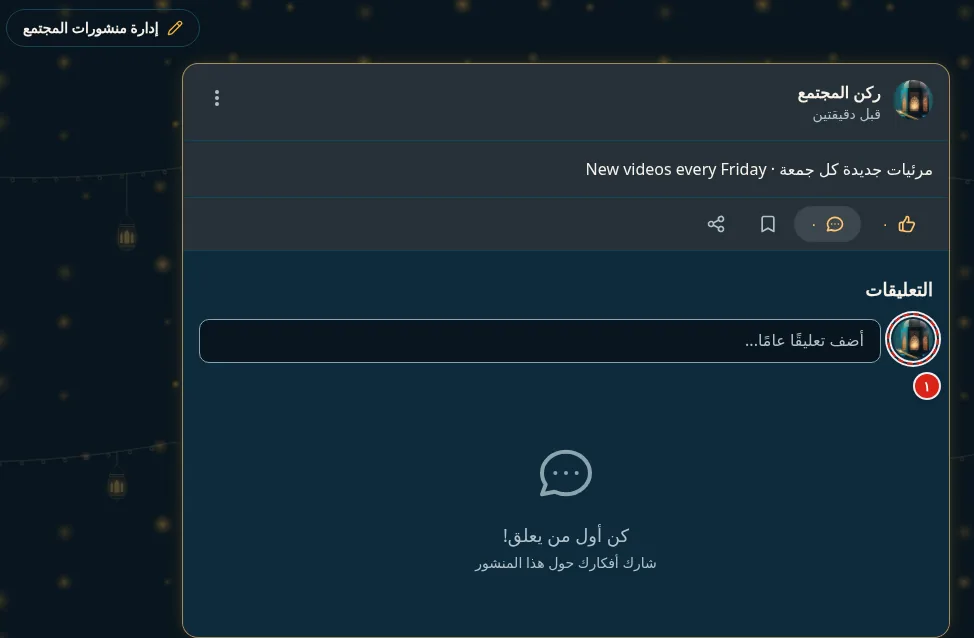 إدارة منشورات المجتمع
ركن المجتمع
قبل دقيقتين
مرئيات جديدة كل جمعة · New videos every Friday
٠
٠
التعليقات
أضف تعليقًا عامًا...
١
كن أول من يعلق!
شارك أفكارك حول هذا المنشور